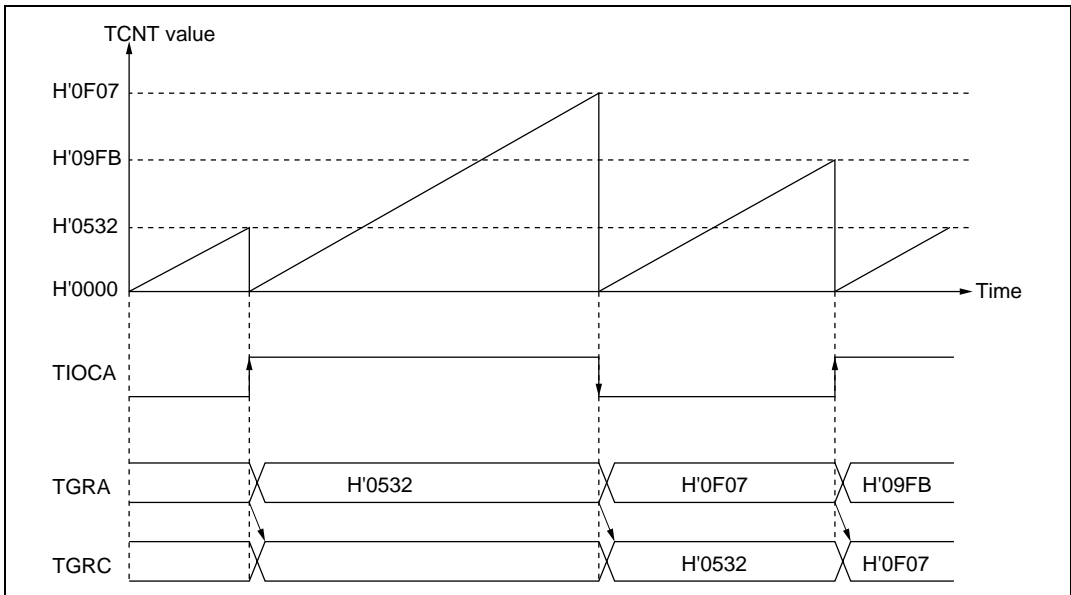 TCNT value
H'0F07
H'09FB
H'0532
H'0000
Time
TIOCA
TGRA
H'0532
H'0F07
H'09FB
TGRC
H'0532
H'0F07